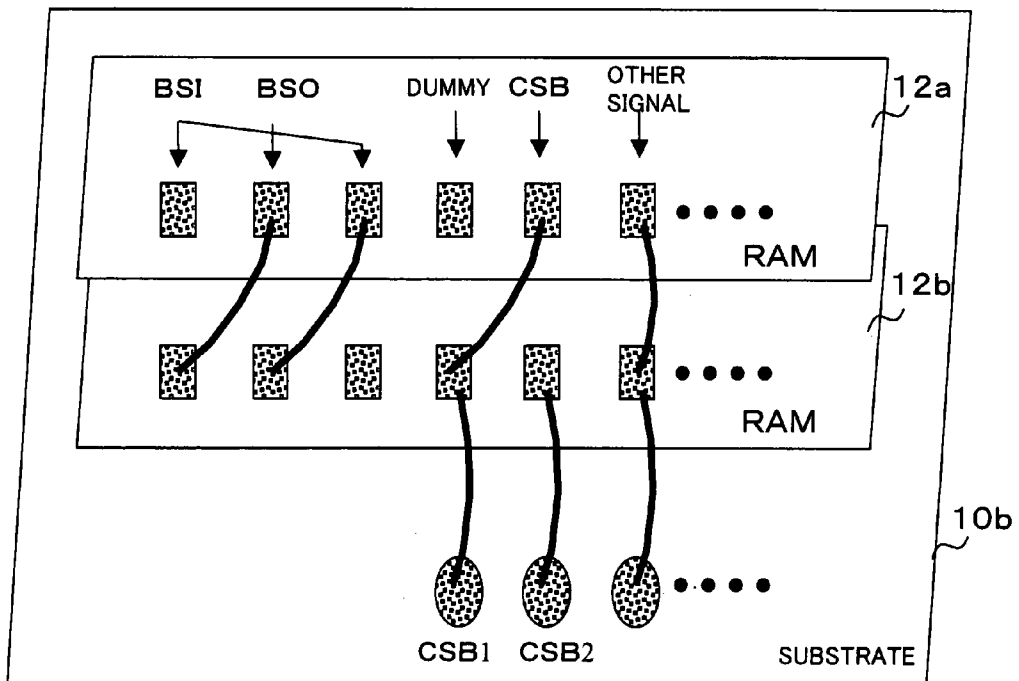 BSI BSO DUMMY CSB OTHER
SIGNAL
12a
RAM
12b
RAM
10b
CSB1 CSB2
SUBSTRATE